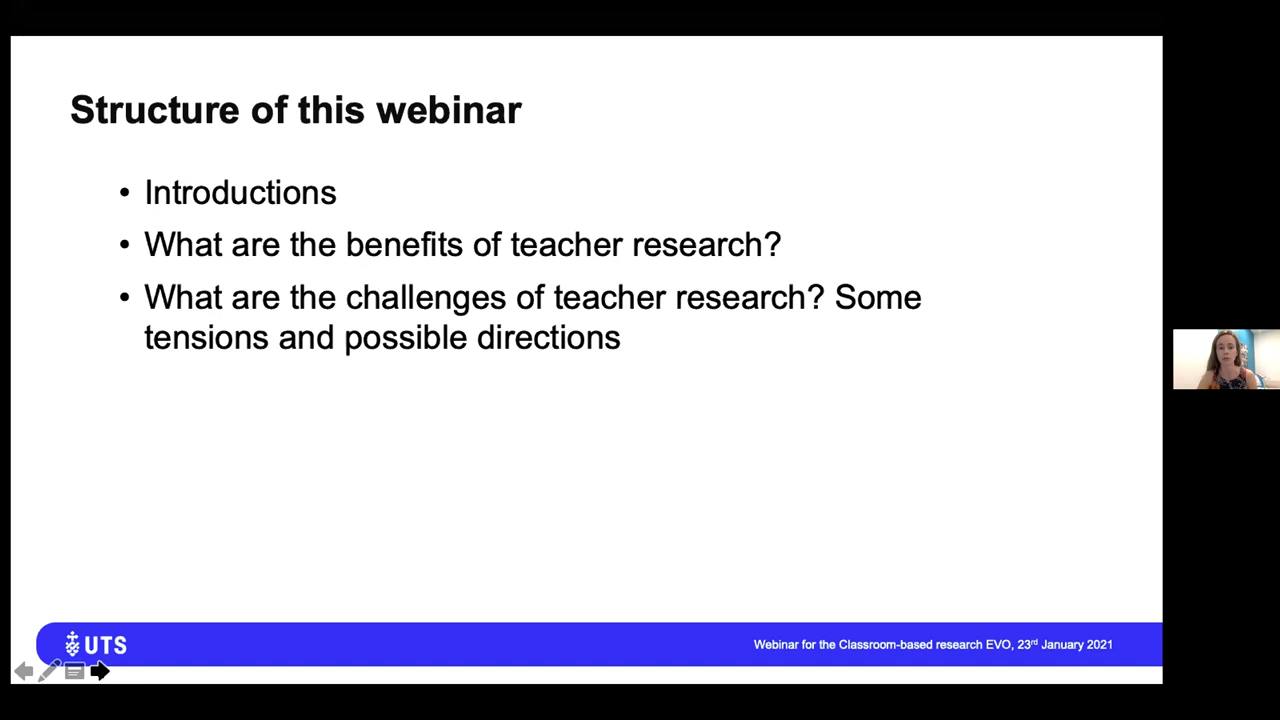 Structure of this webinar
• Introductions
• What are the benefits of teacher research?
• What are the challenges of teacher research? Some
tensions and possible directions
UTS
Webinar for the Classroom-based research EVO, 23rd January 2021